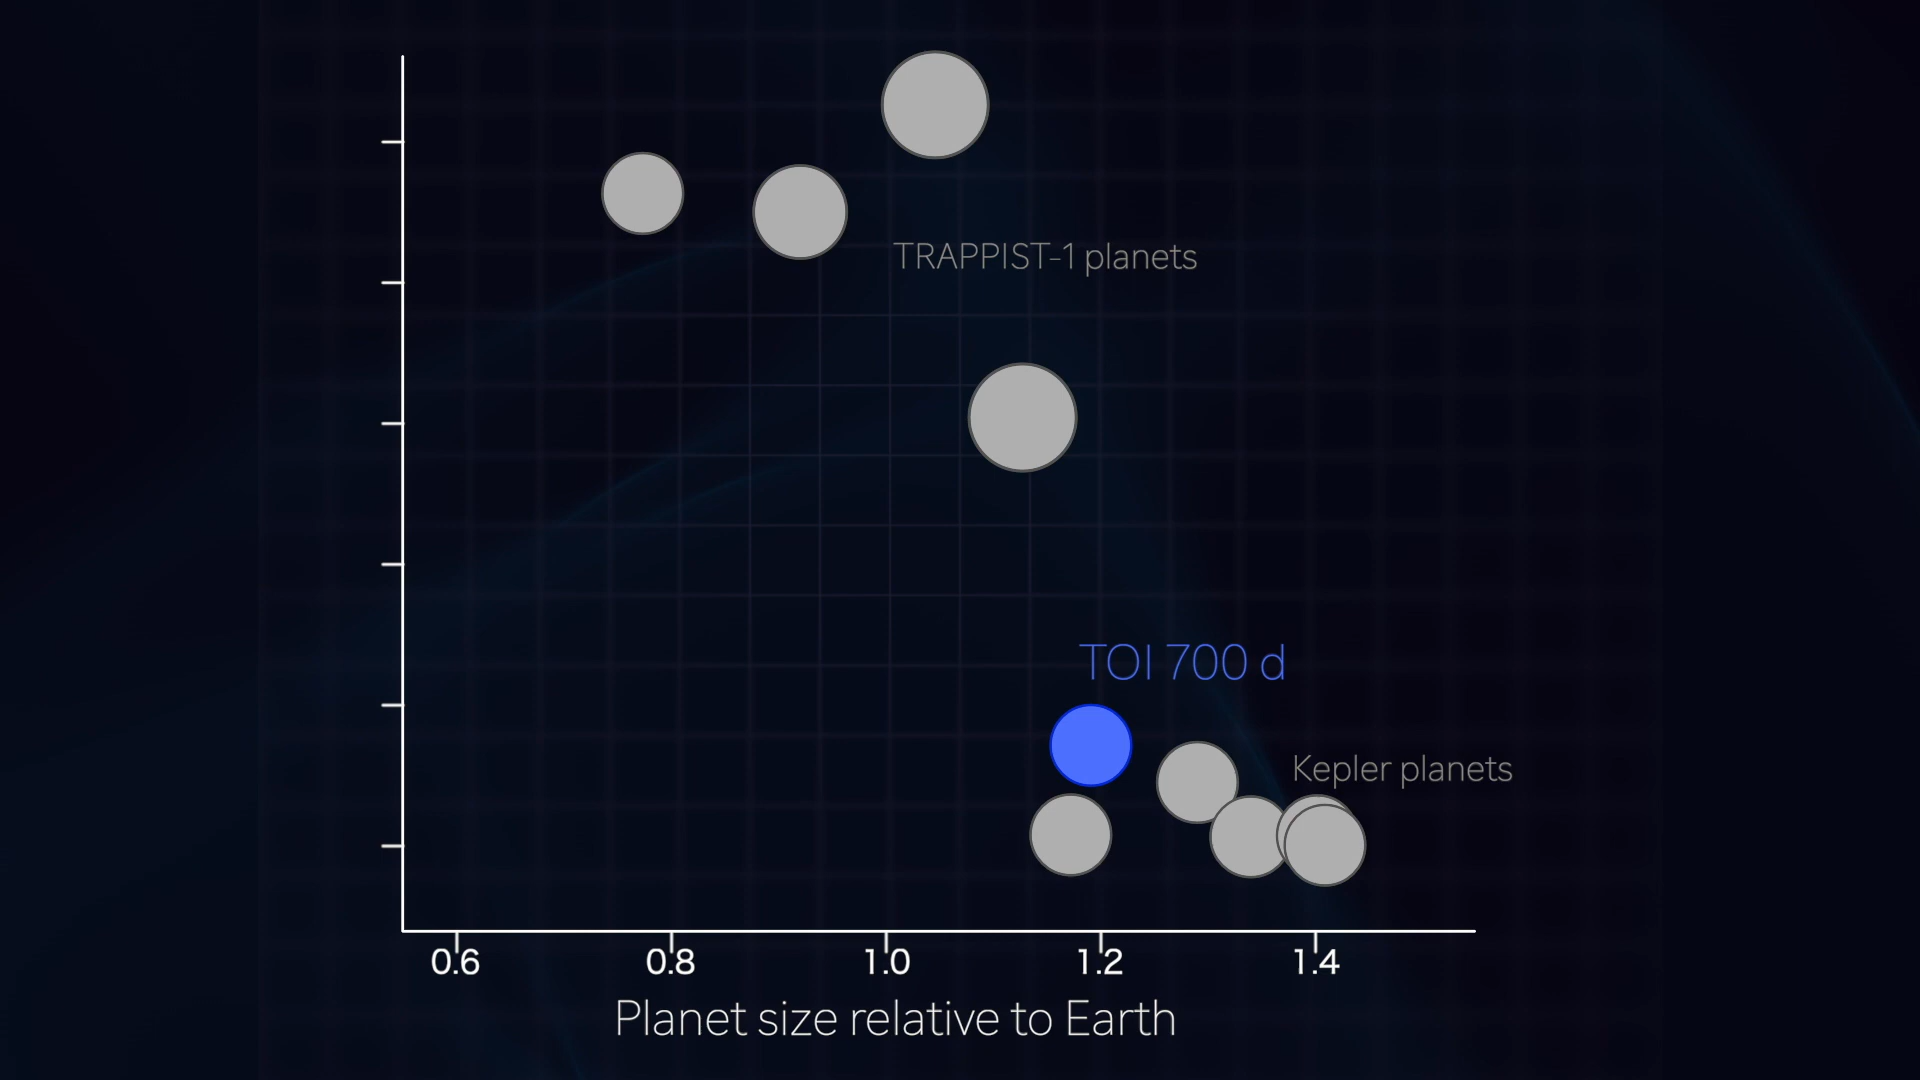 TRAPPIST-1 planets
TOI 700 d
Kepler planets
0.6 0.8 1.0 1.2 1.4
Planet size relative to Earth